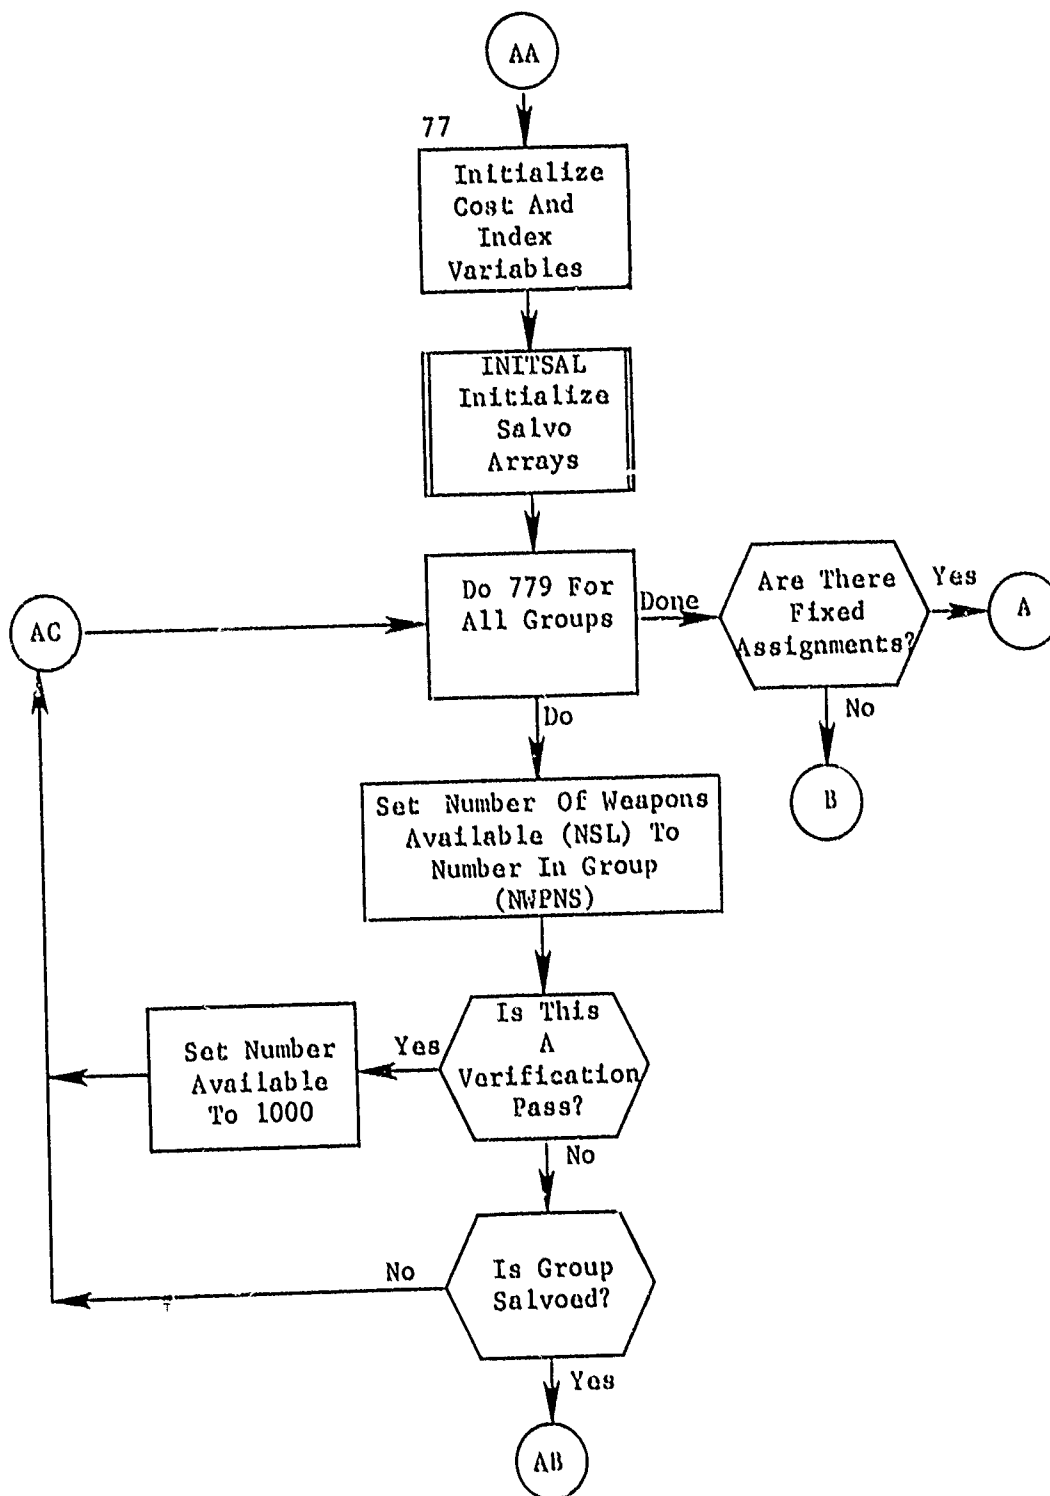 AA
77
Initialize
Cost And
Index
Variables
INITSAL
Initialize
Salvo
Arrays
Do 779 For
All Groups
Done
Are There
Fixed
Assignments?
Yes
A
AC
No
B
Do
Set Number Of Weapons
Available (NSL) To
Number In Group
(NWPNS)
Is This
A
Verification
Pass?
Yes
Set Number
Available
To 1000
No
Is Group
Salvoed?
No
Yes
AB